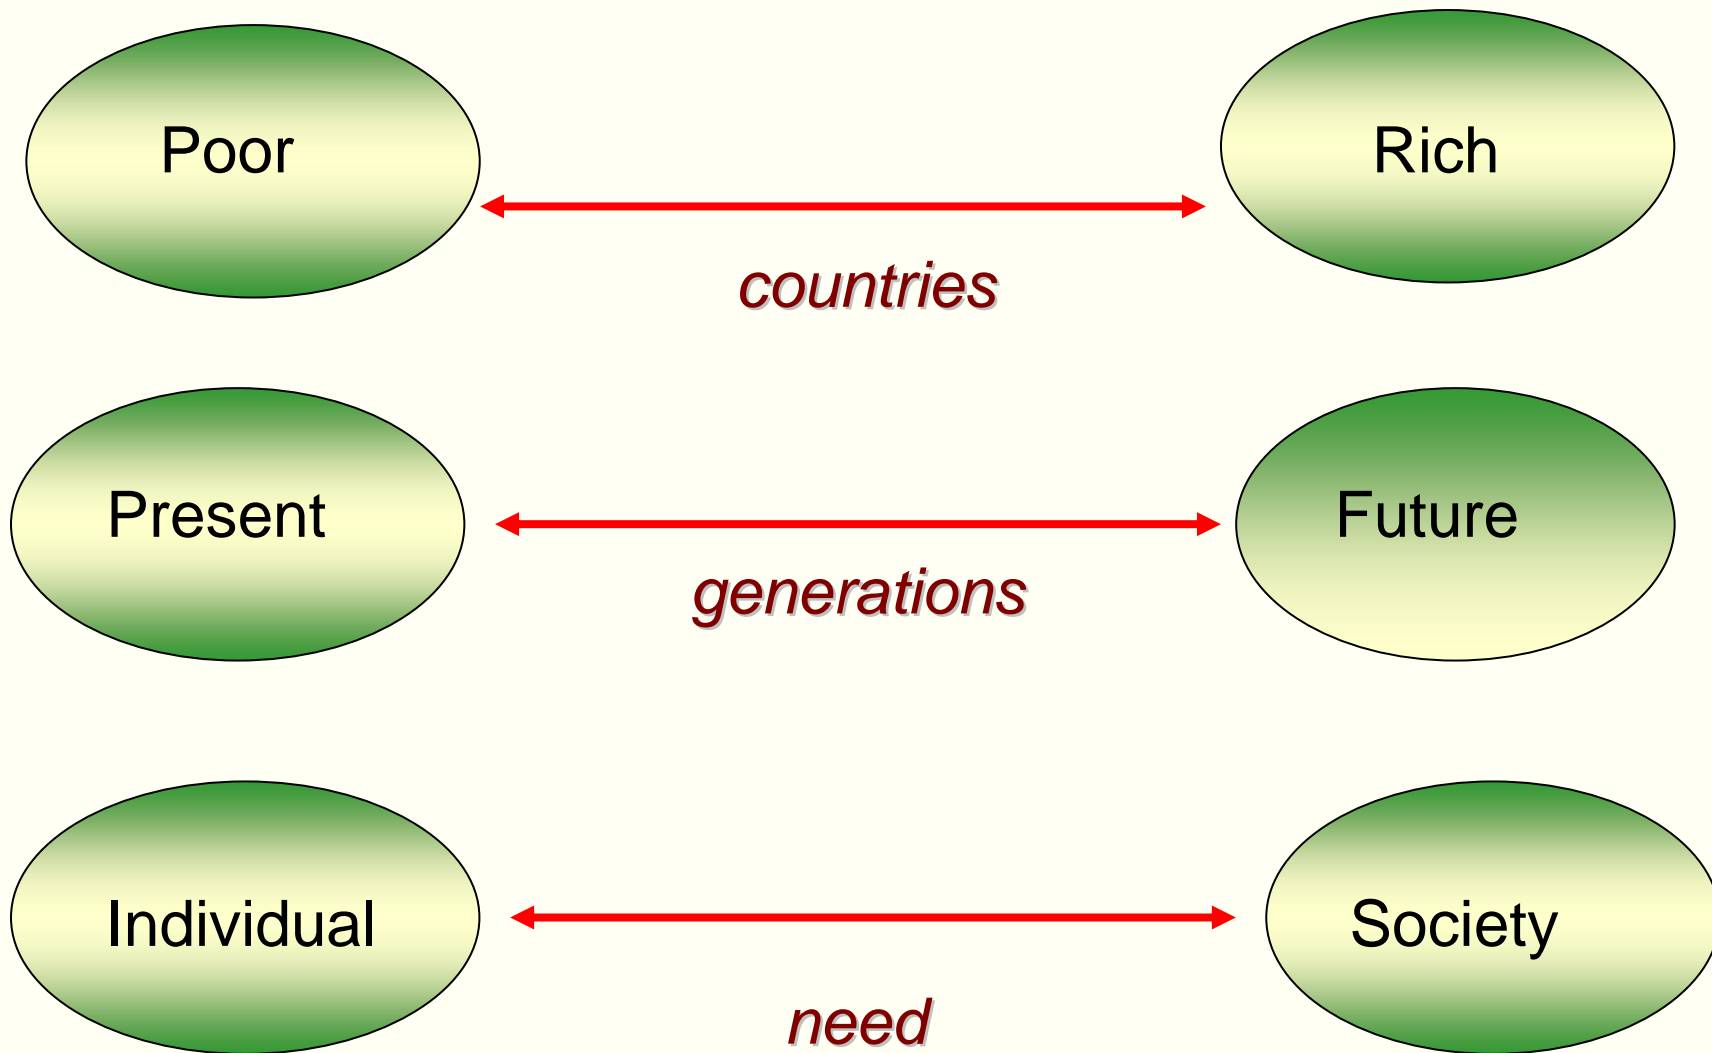 Poor
Rich
countries
Present
Future
generations
Individual
Society
need